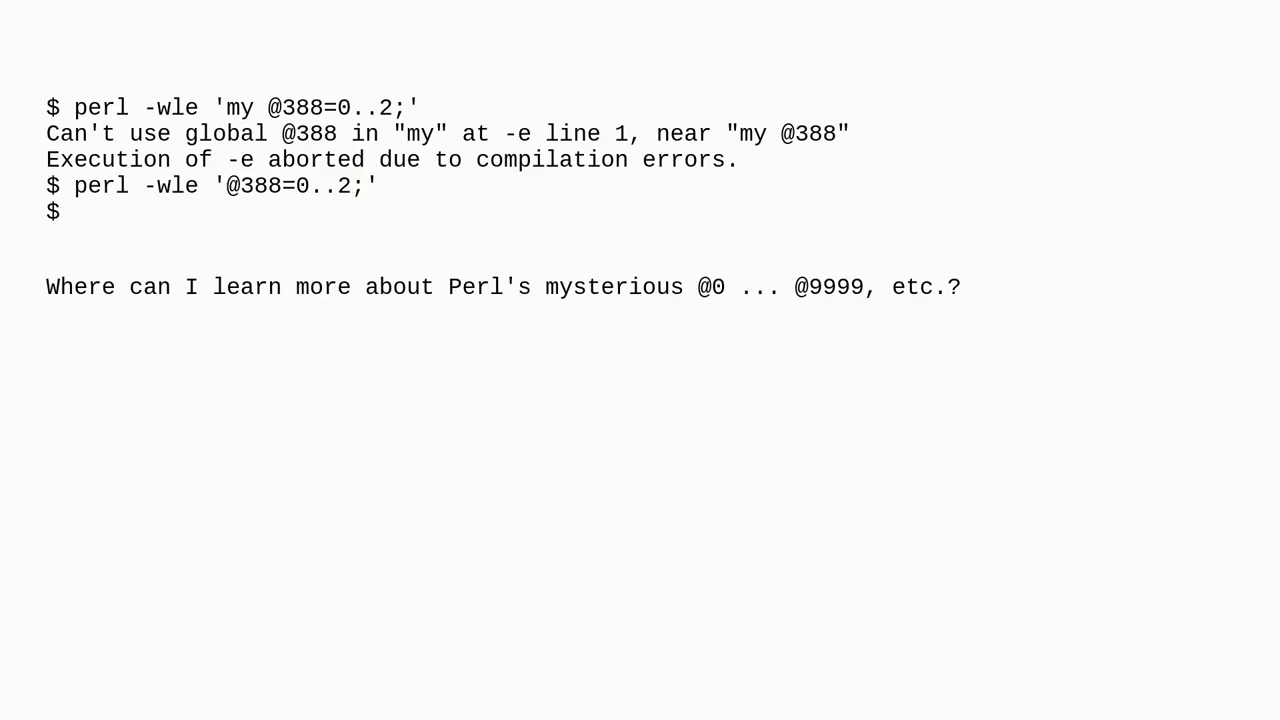 $ perl -wle 'my @388=0..2;'
Can't use global @388 in "my" at -e line 1, near "my @388"
Execution of -e aborted due to compilation errors.
$ perl -wle '@388=0..2;'
$
Where can I learn more about Perl's mysterious @0 ... @9999, etc.?